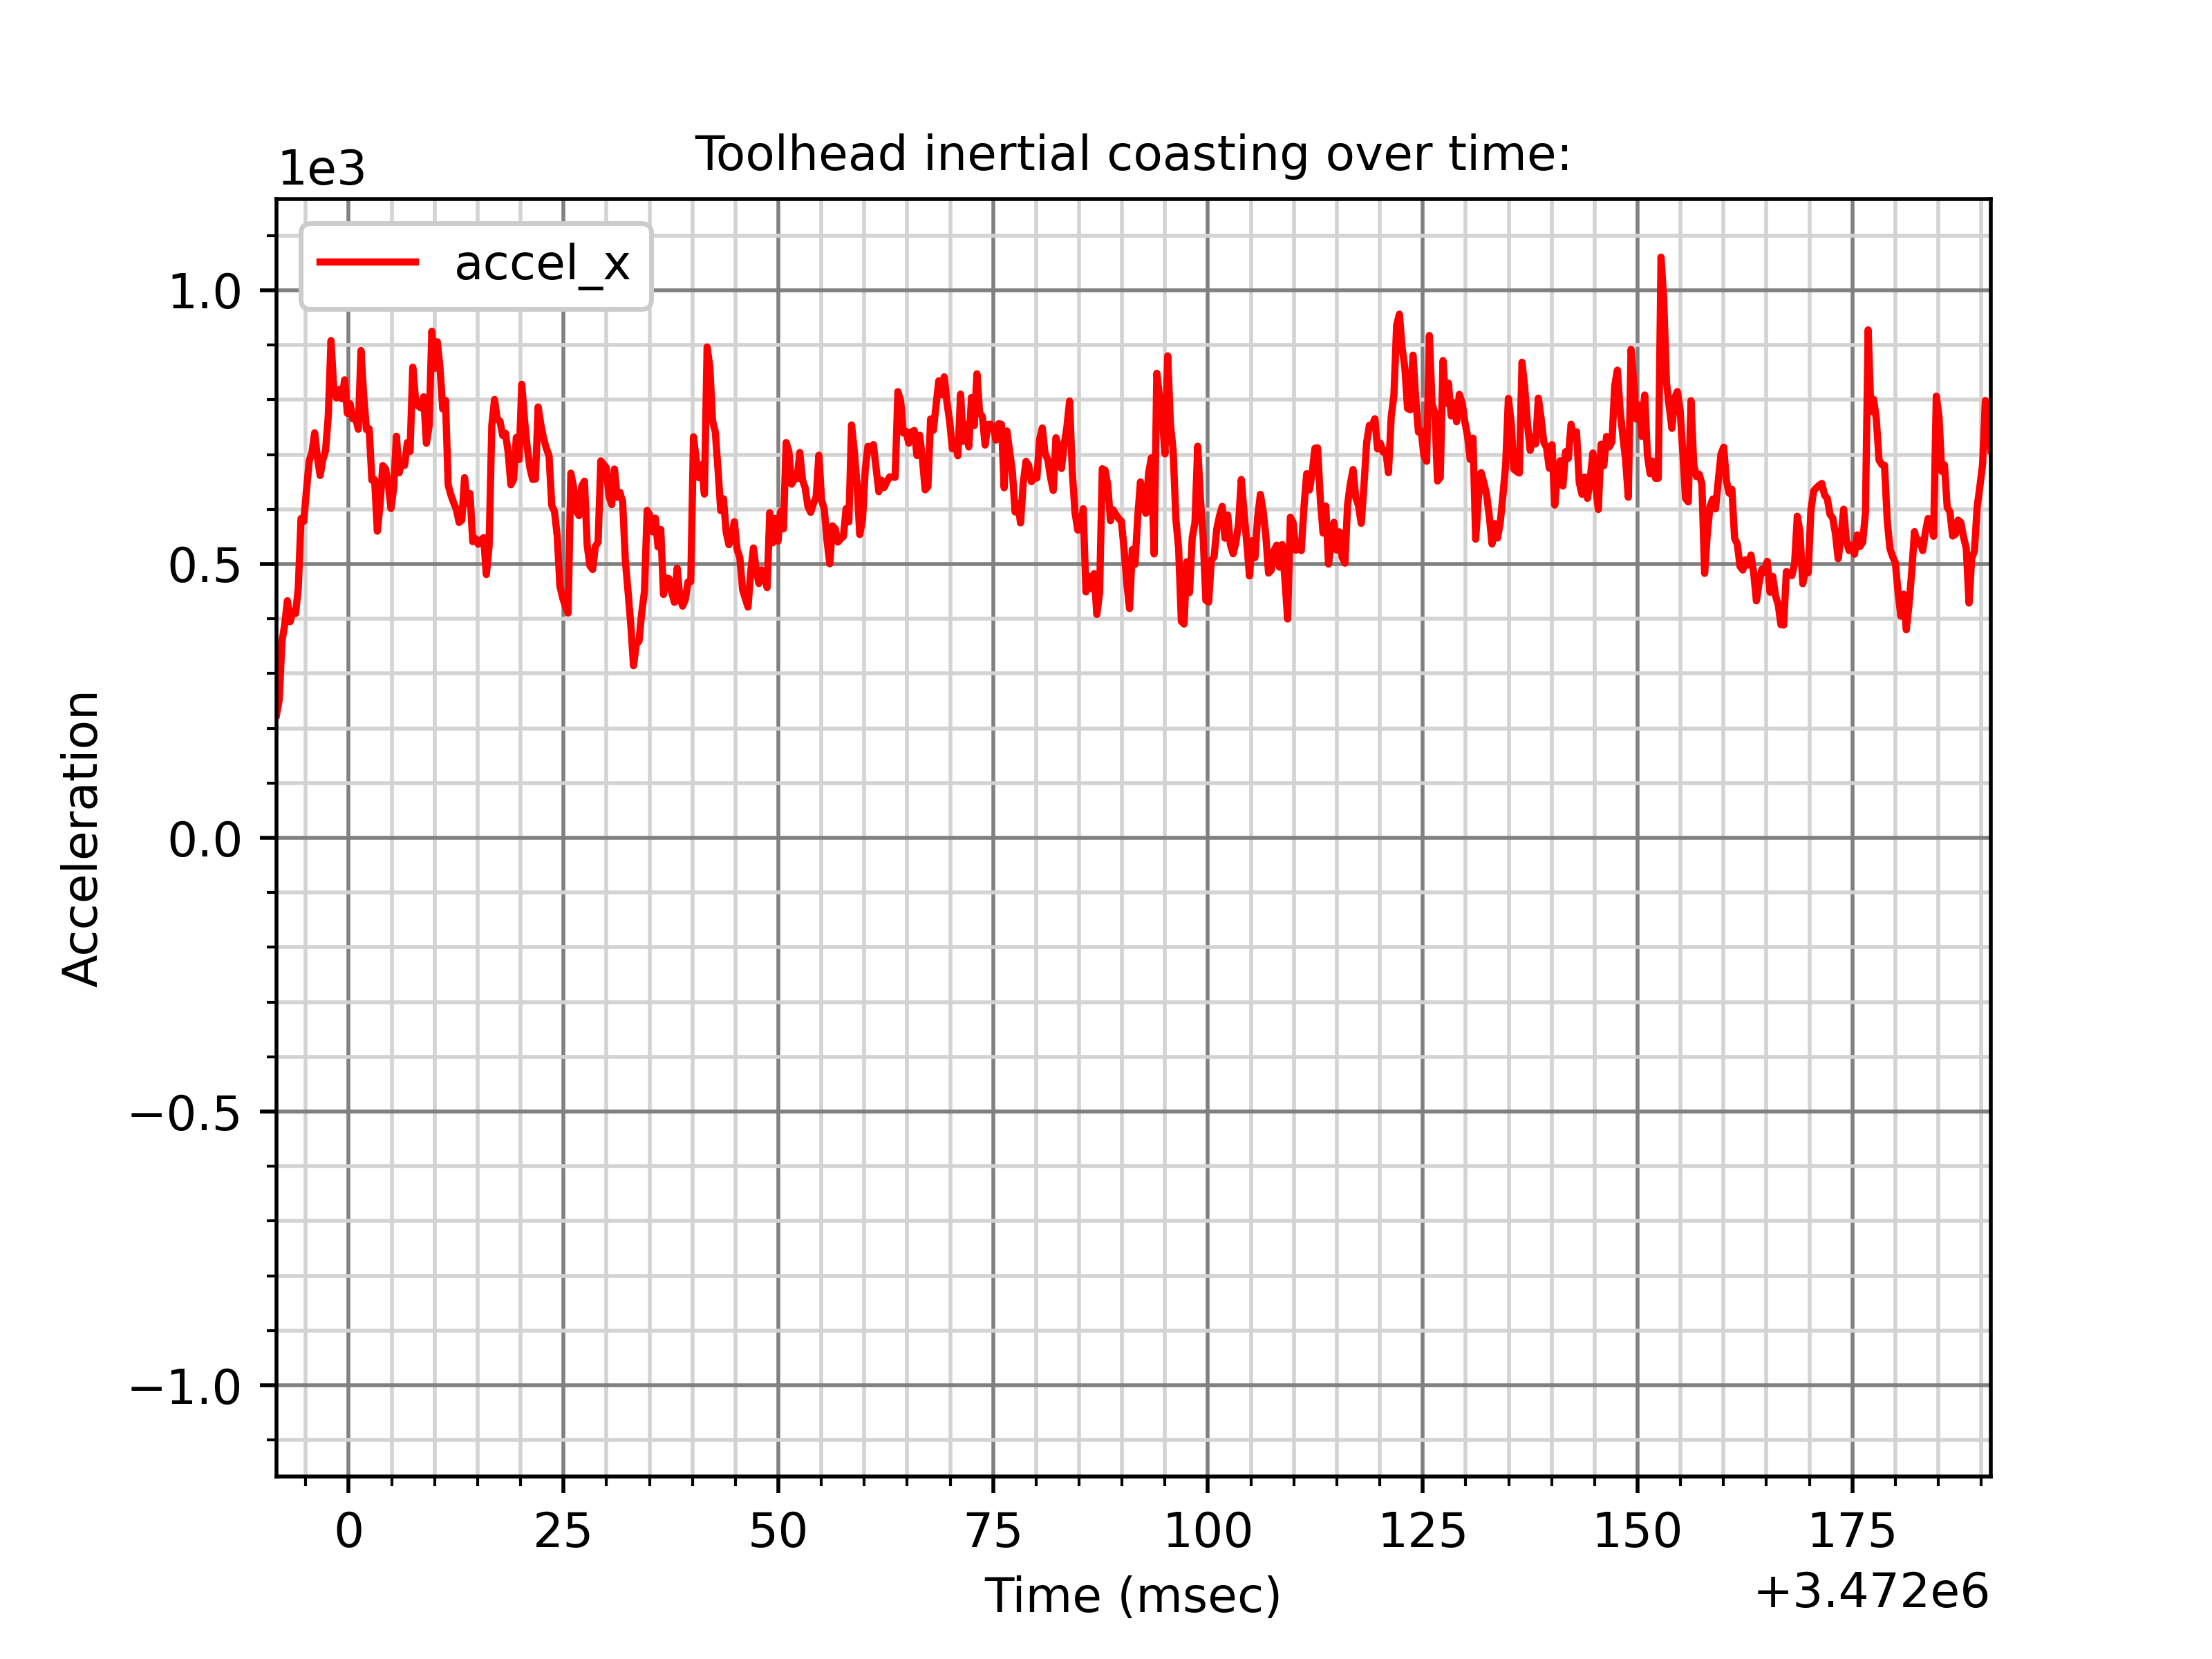 Toolhead inertial coasting over time:
1e3
accel_x
1.0
0.5
0.0
−0.5
−1.0
Acceleration
0 25 50 75 100 125 150 175
Time (msec)
+3.472e6